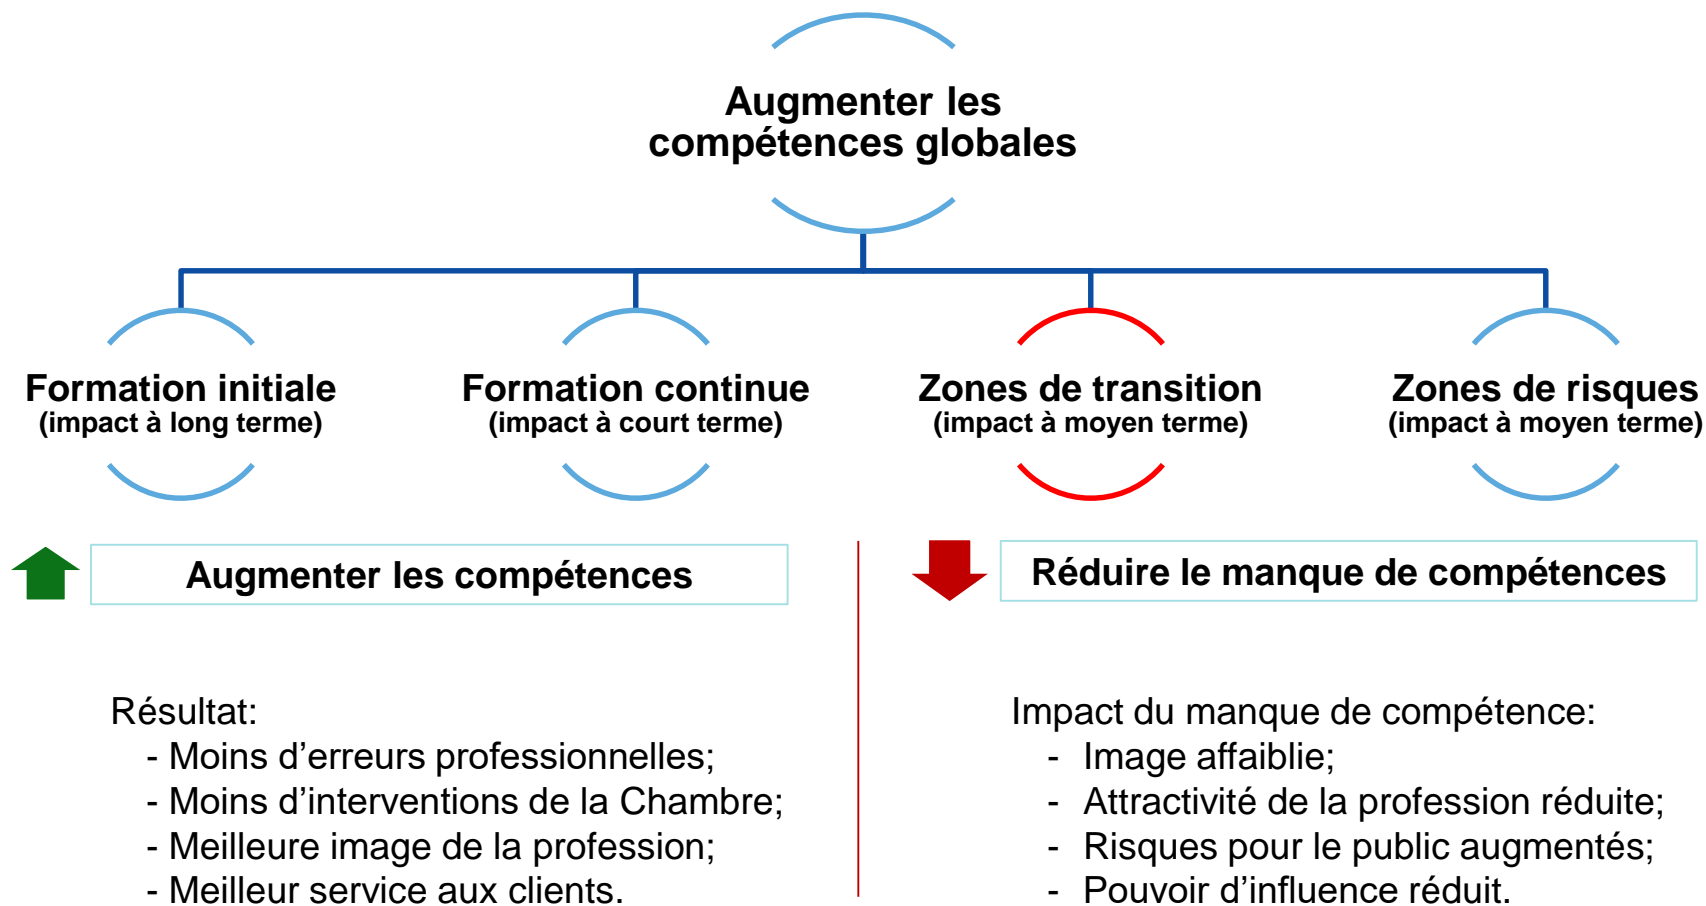 Augmenter les
compétences globales
Formation initiale
(impact à long terme)
Formation continue
(impact à court terme)
Zones de transition
(impact à moyen terme)
Zones de risques
(impact à moyen terme)
Augmenter les compétences
Résultat:
- Moins d’erreurs professionnelles;
- Moins d’interventions de la Chambre;
- Meilleure image de la profession;
- Meilleur service aux clients.
Réduire le manque de compétences
Impact du manque de compétence:
- Image affaiblie;
- Attractivité de la profession réduite;
- Risques pour le public augmentés;
- Pouvoir d’influence réduit.